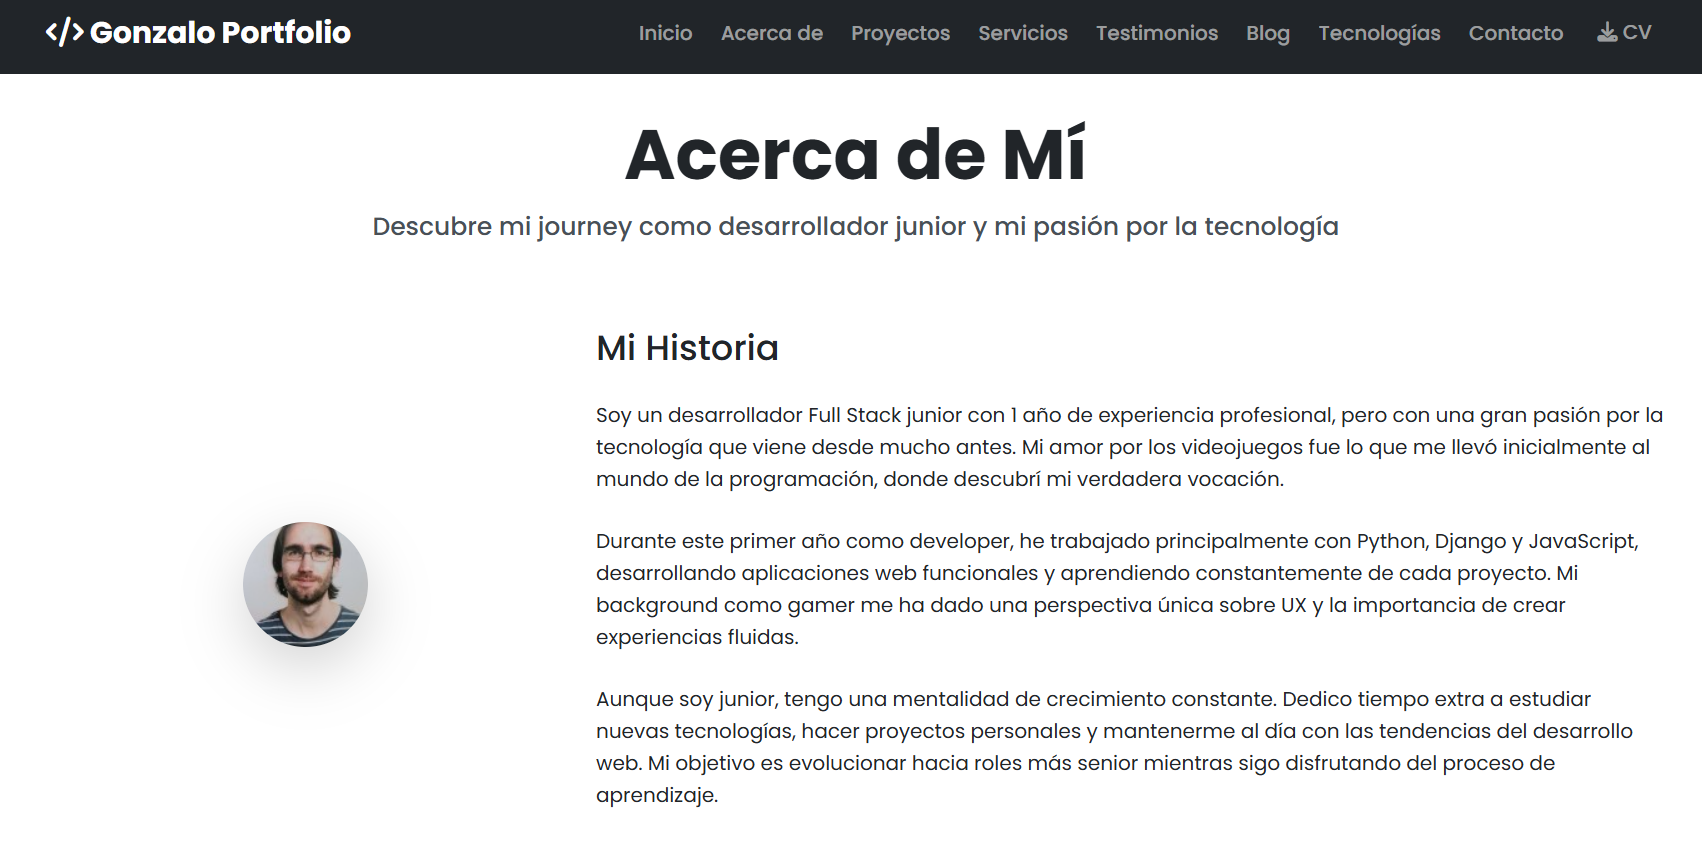 </> Gonzalo Portfolio Inicio Acerca de Proyectos Servicios Testimonios Blog Tecnologías Contacto CV
Acerca de Mí
Descubre mi journey como desarrollador junior y mi pasión por la tecnología
Mi Historia
Soy un desarrollador Full Stack junior con 1 año de experiencia profesional, pero con una gran pasión por la
tecnología que viene desde mucho antes. Mi amor por los videojuegos fue lo que me llevó inicialmente al
mundo de la programación, donde descubrí mi verdadera vocación.
Durante este primer año como developer, he trabajado principalmente con Python, Django y JavaScript,
desarrollando aplicaciones web funcionales y aprendiendo constantemente de cada proyecto. Mi
background como gamer me ha dado una perspectiva única sobre UX y la importancia de crear
experiencias fluidas.
Aunque soy junior, tengo una mentalidad de crecimiento constante. Dedico tiempo extra a estudiar
nuevas tecnologías, hacer proyectos personales y mantenerme al día con las tendencias del desarrollo
web. Mi objetivo es evolucionar hacia roles más senior mientras sigo disfrutando del proceso de
aprendizaje.